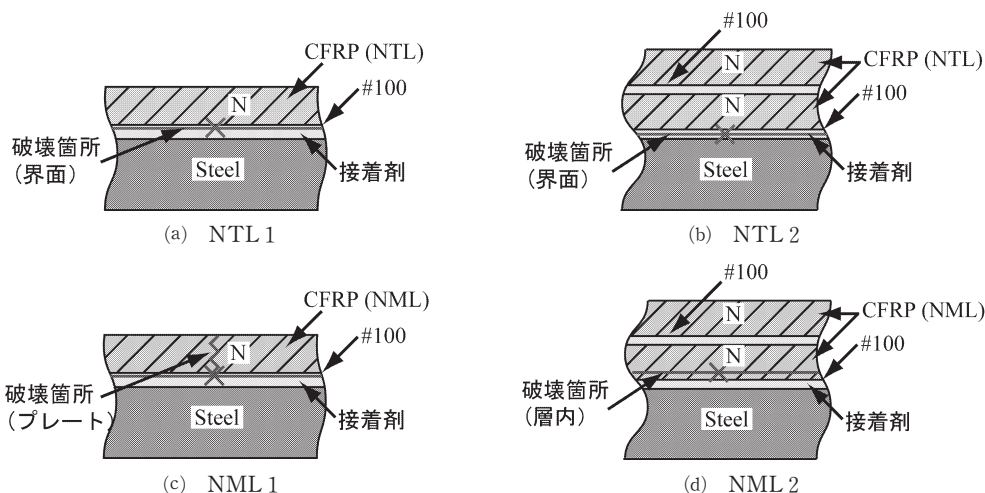 CFRP (NTL)
#100
N
破壊箇所
(界面)
Steel
接着剤
(a) NTL 1
#100
N
CFRP (NTL)
N
#100
破壊箇所
(界面)
Steel
接着剤
(b) NTL 2
CFRP (NML)
#100
N
破壊箇所
(プレート)
Steel
接着剤
(c) NML 1
#100
N
CFRP (NML)
N
#100
破壊箇所
(層内)
Steel
接着剤
(d) NML 2